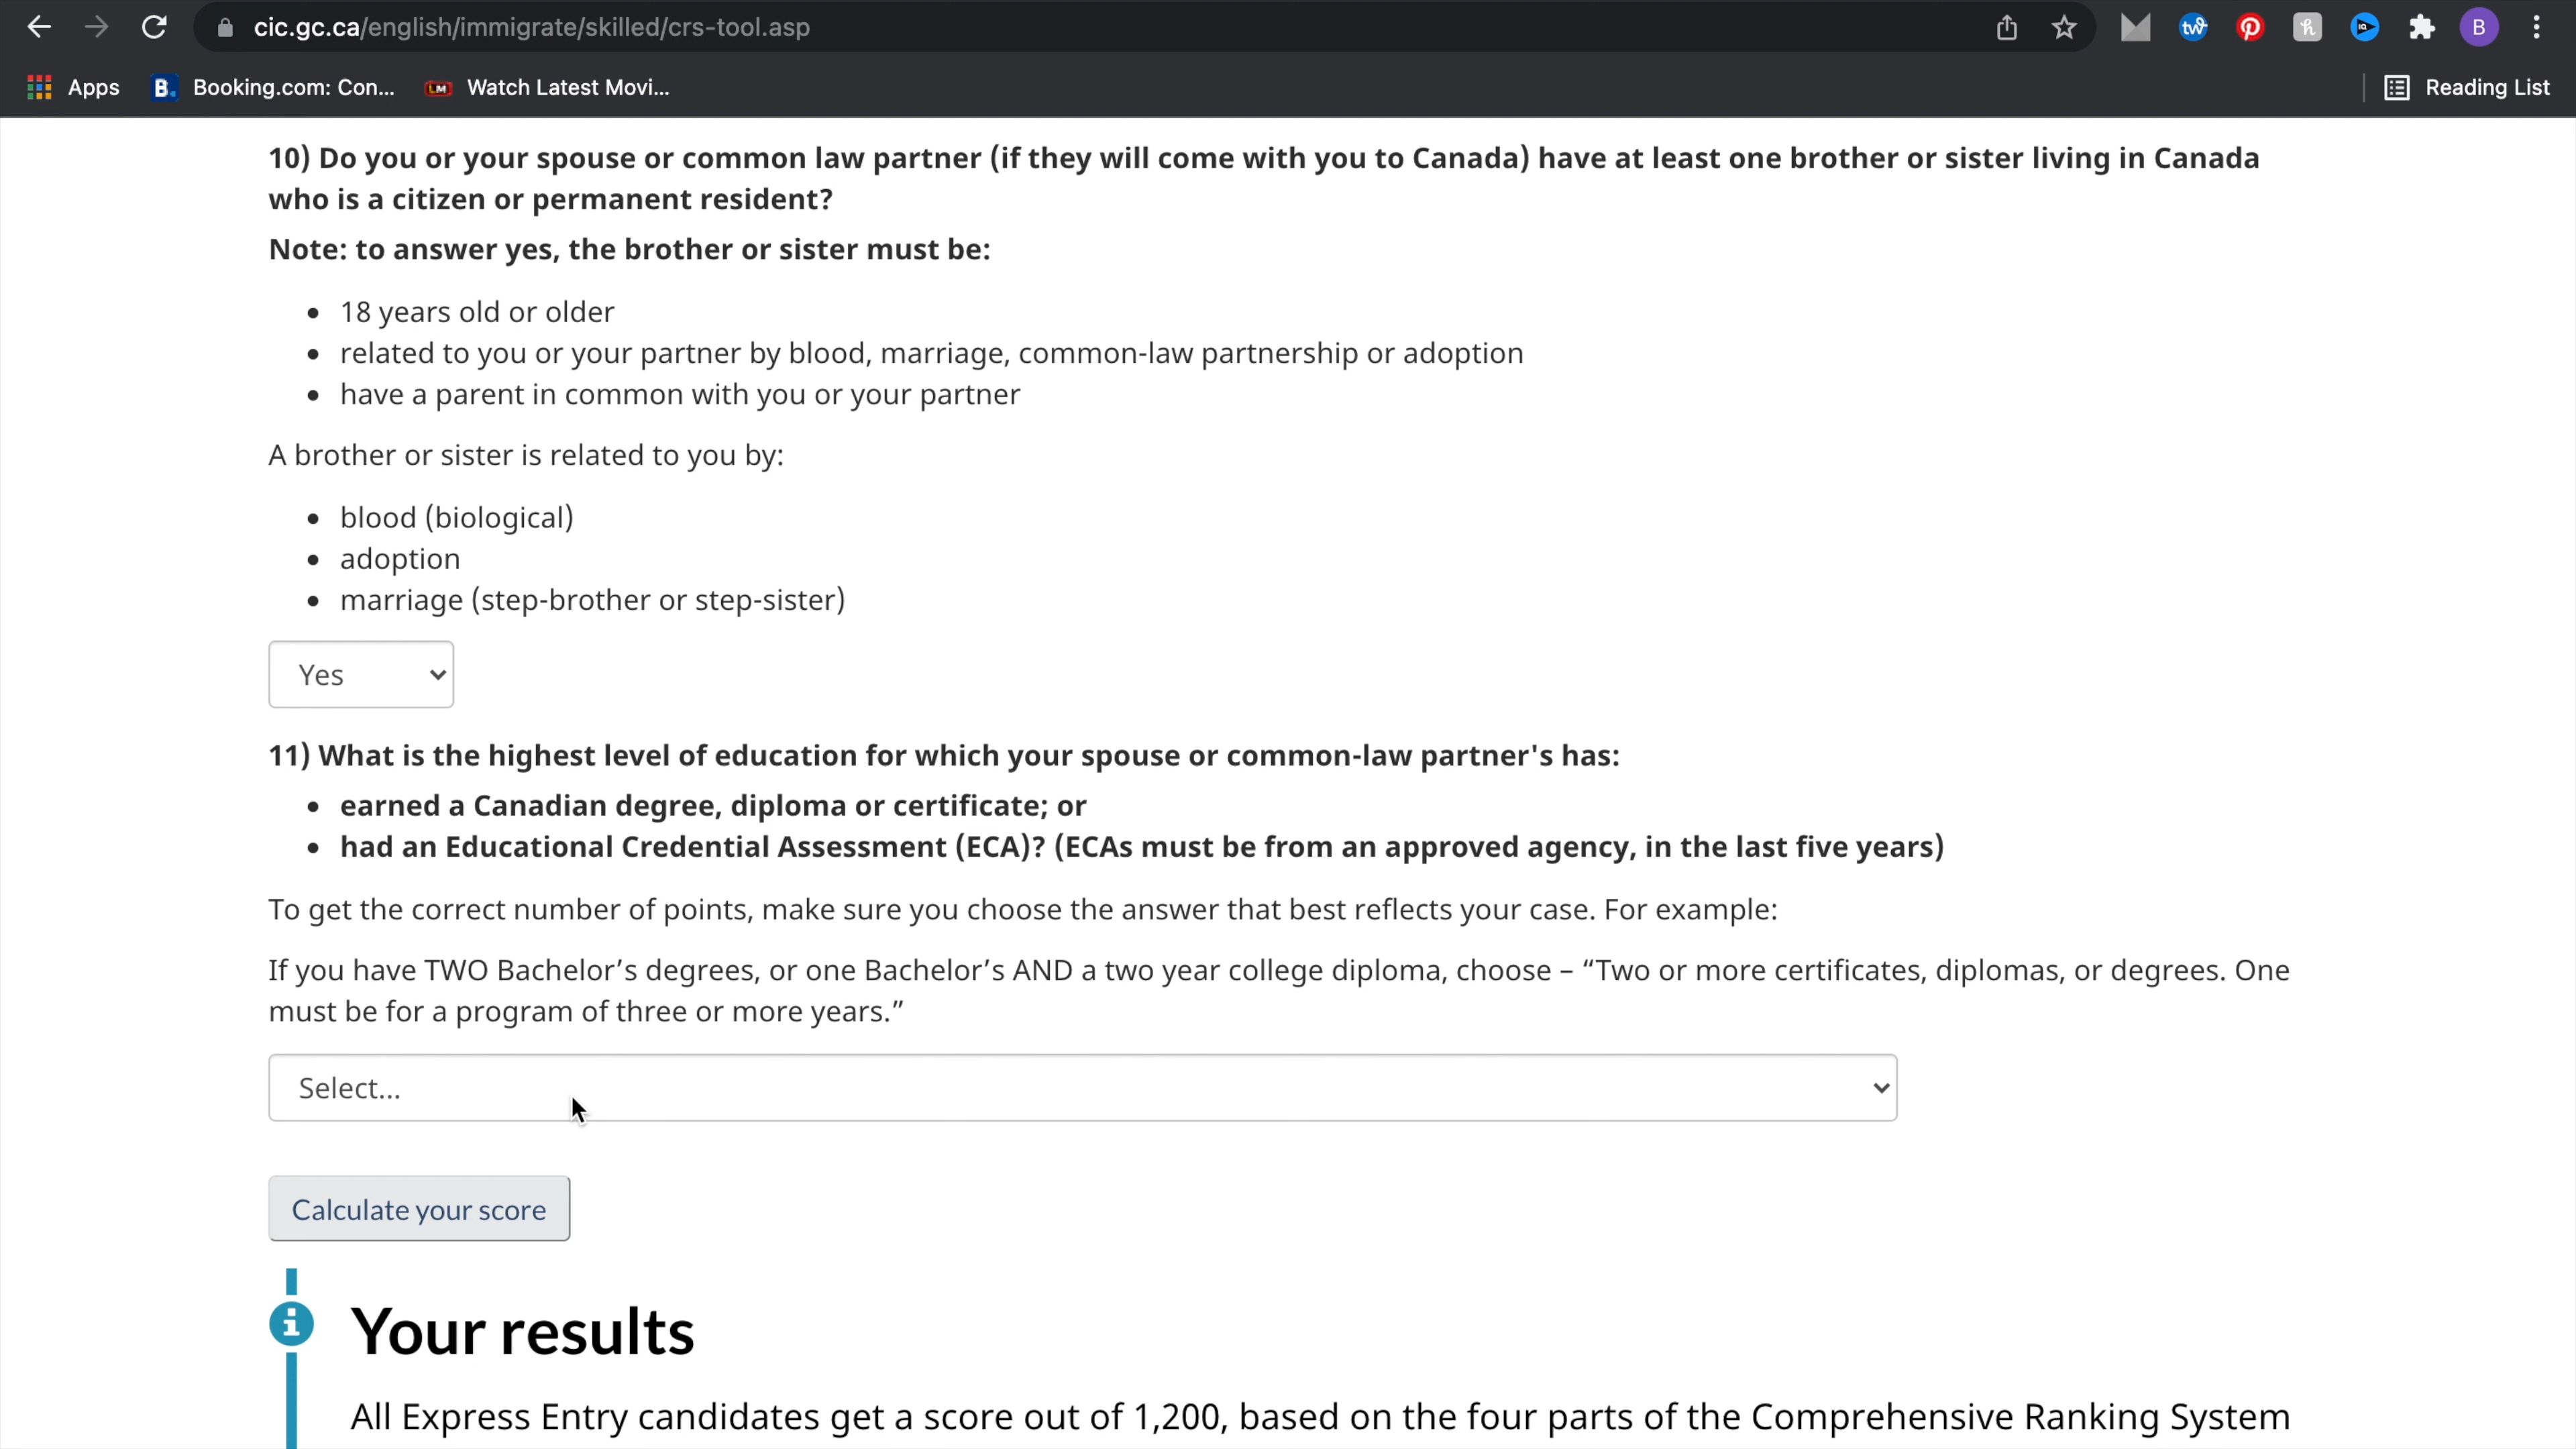 cic.gc.ca/english/immigrate/skilled/crs-tool.asp
B
Apps
B.
Booking.com: Con...
LM
Watch Latest Movi...
Reading List
10) Do you or your spouse or common law partner (if they will come with you to Canada) have at least one brother or sister living in Canada
who is a citizen or permanent resident?
Note: to answer yes, the brother or sister must be:
18 years old or older
related to you or your partner by blood, marriage, common-law partnership or adoption
have a parent in common with you or your partner
A brother or sister is related to you by:
blood (biological)
adoption
marriage (step-brother or step-sister)
Yes
11) What is the highest level of education for which your spouse or common-law partner's has:
earned a Canadian degree, diploma or certificate; or
had an Educational Credential Assessment (ECA)? (ECAs must be from an approved agency, in the last five years)
To get the correct number of points, make sure you choose the answer that best reflects your case. For example:
If you have TWO Bachelor’s degrees, or one Bachelor’s AND a two year college diploma, choose – “Two or more certificates, diplomas, or degrees. One
must be for a program of three or more years.”
Select...
Calculate your score
Your results
All Express Entry candidates get a score out of 1,200, based on the four parts of the Comprehensive Ranking System